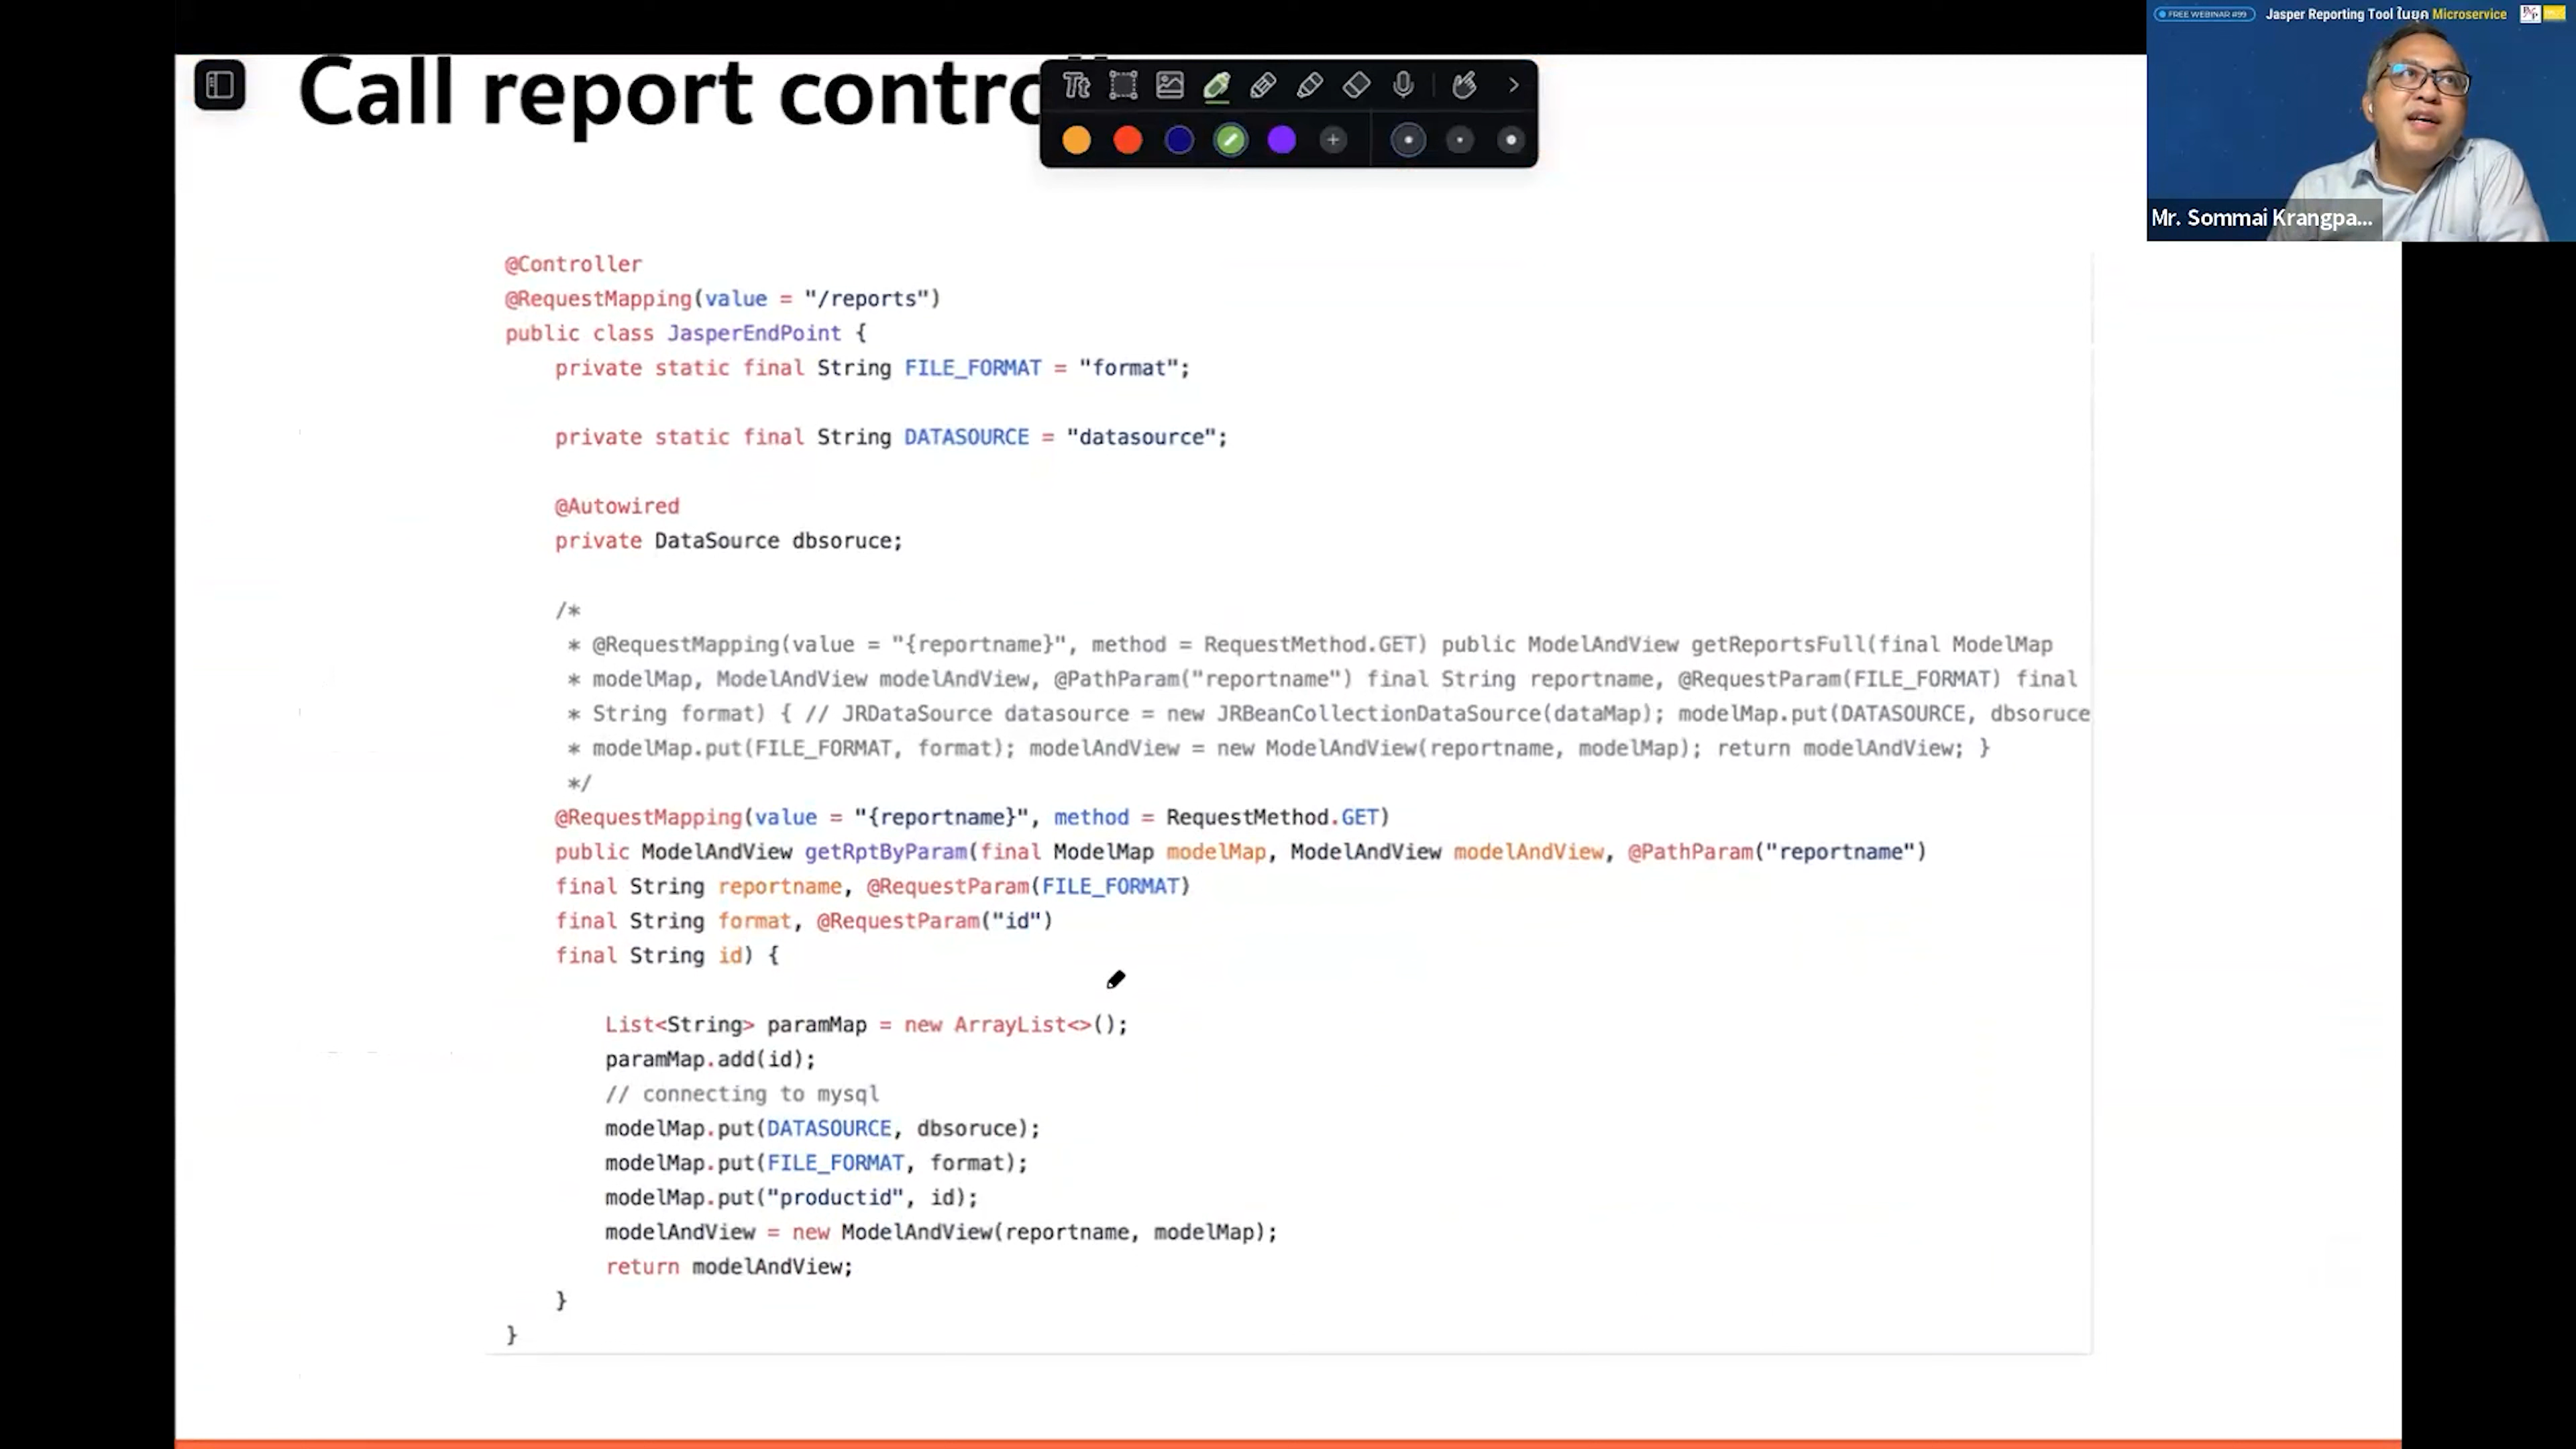 FREE WEBINAR #99 Jasper Reporting Tool ในยุค Microservice
Call report contro
Tt
Mr. Sommai Krangpa...
@Controller
@RequestMapping(value = "/reports")
public class JasperEndPoint {
private static final String FILE_FORMAT = "format";
private static final String DATASOURCE = "datasource";
@Autowired
private DataSource dbsoruce;
/*
* @RequestMapping(value = "{reportname}", method = RequestMethod.GET) public ModelAndView getReportsFull(final ModelMap
* modelMap, ModelAndView modelAndView, @PathParam("reportname") final String reportname, @RequestParam(FILE_FORMAT) final
* String format) { // JRDataSource datasource = new JRBeanCollectionDataSource(dataMap); modelMap.put(DATASOURCE, dbsoruce
* modelMap.put(FILE_FORMAT, format); modelAndView = new ModelAndView(reportname, modelMap); return modelAndView; }
*/
@RequestMapping(value = "{reportname}", method = RequestMethod.GET)
public ModelAndView getRptByParam(final ModelMap modelMap, ModelAndView modelAndView, @PathParam("reportname")
final String reportname, @RequestParam(FILE_FORMAT)
final String format, @RequestParam("id")
final String id) {
List<String> paramMap = new ArrayList<>();
paramMap.add(id);
// connecting to mysql
modelMap.put(DATASOURCE, dbsoruce);
modelMap.put(FILE_FORMAT, format);
modelMap.put("productid", id);
modelAndView = new ModelAndView(reportname, modelMap);
return modelAndView;
}
}